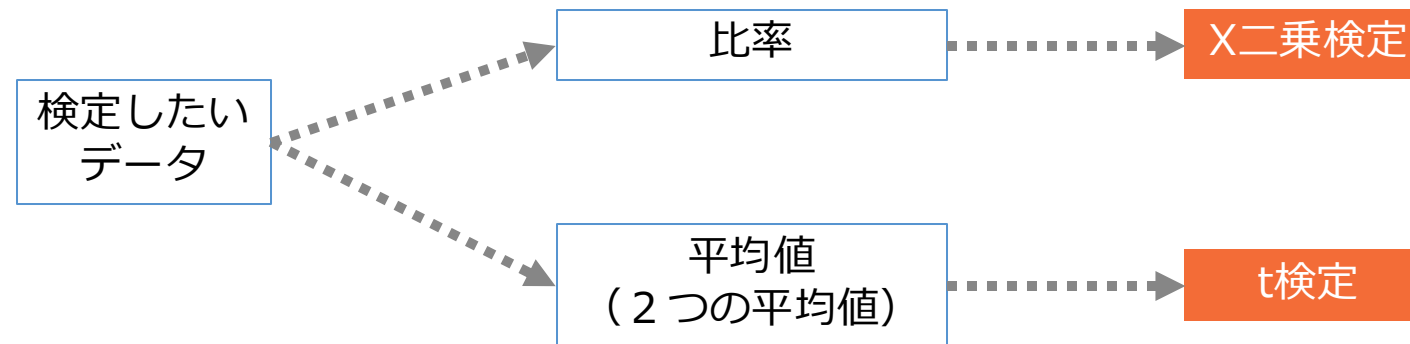 検定したい
データ
比率
X二乗検定
平均値
（２つの平均値）
t検定